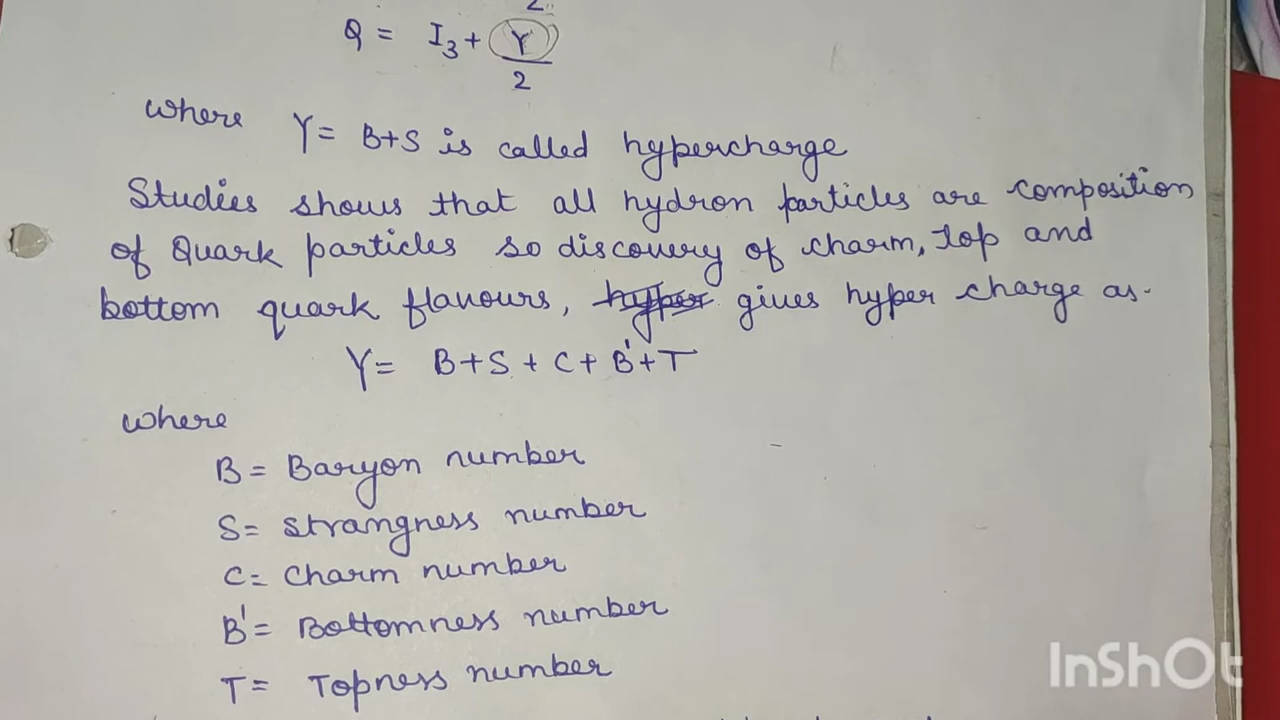 Q = I₃ + Y/2
where Y = B+S is called hypercharge
Studies shows that all hydron particles are composition
of Quark particles so discovery of charm, top and
bottom quark flavours, hyper gives hyper charge as.
Y = B+S + C + B'+T
where
B = Baryon number
S = strangness number
C = charm number
B' = Bottomness number
T = Topness number
InShOt